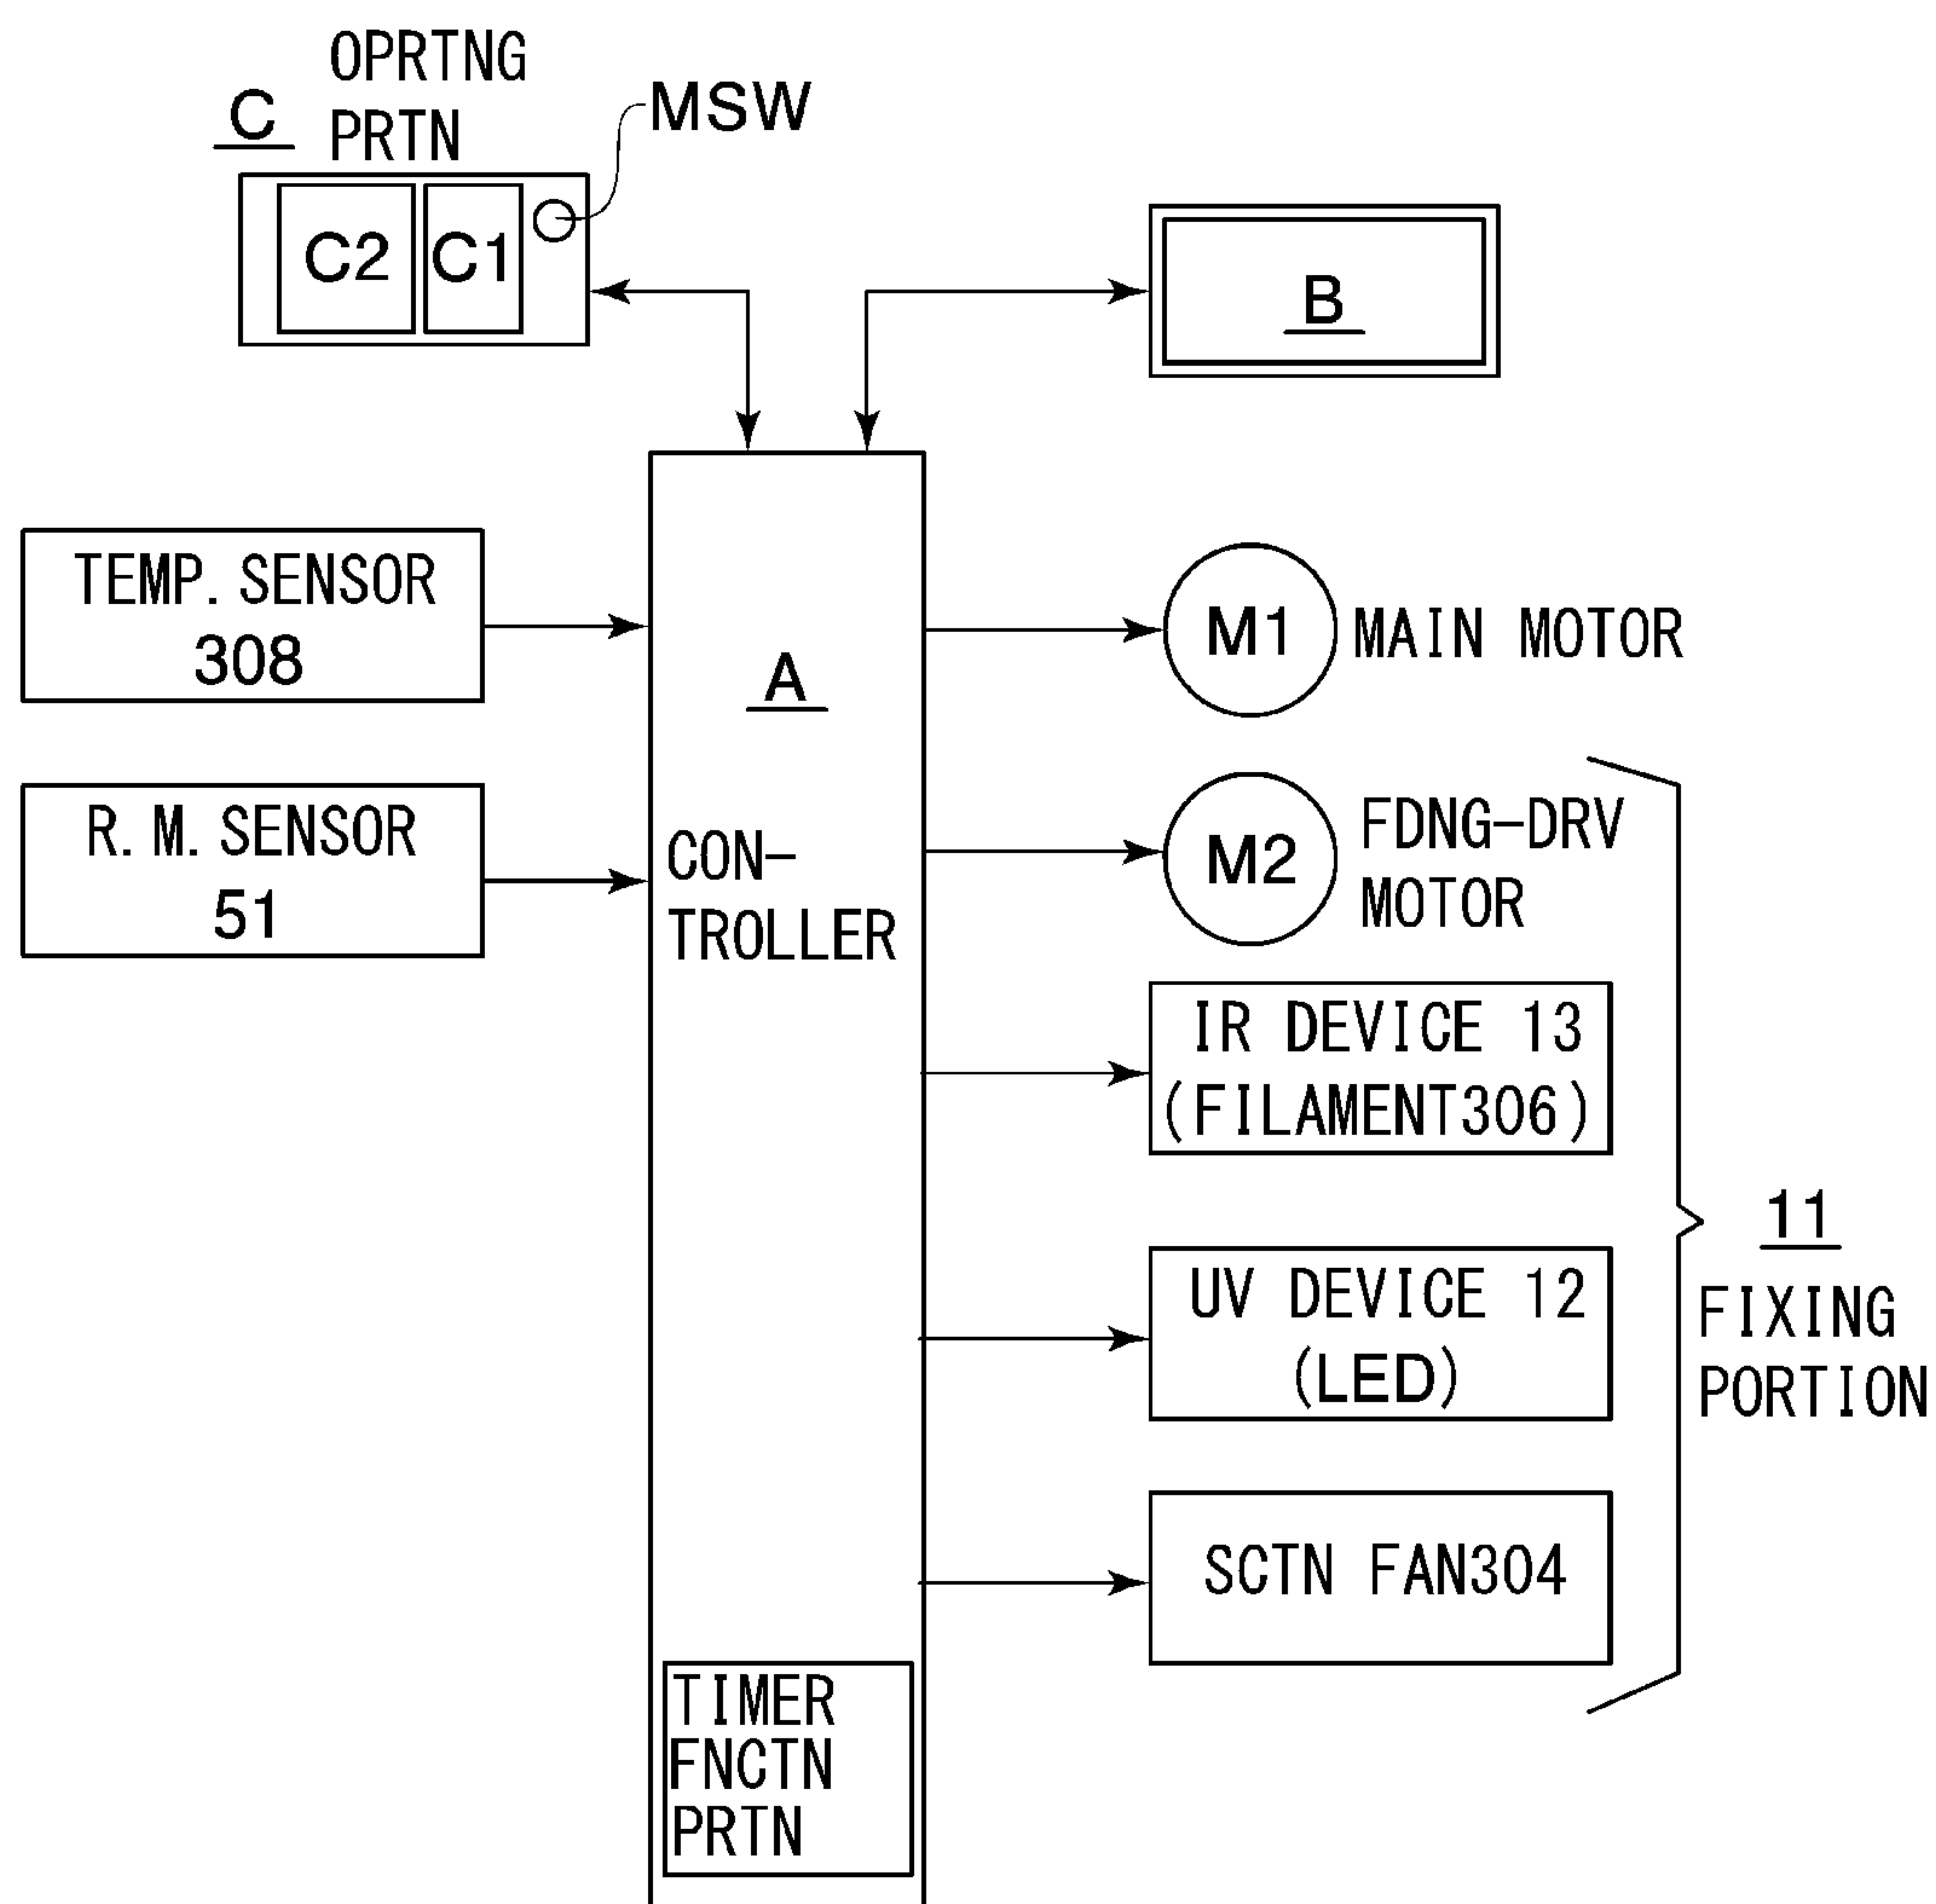 OPRTNG
C PRTN
MSW
C2 C1
B
TEMP. SENSOR
308
A
M1 MAIN MOTOR
R. M. SENSOR
51
CON-
TROLLER
M2
FDNG-DRV
MOTOR
IR DEVICE 13
(FILAMENT306)
UV DEVICE 12
(LED)
SCTN FAN304
11
FIXING
PORTION
TIMER
FNCTN
PRTN